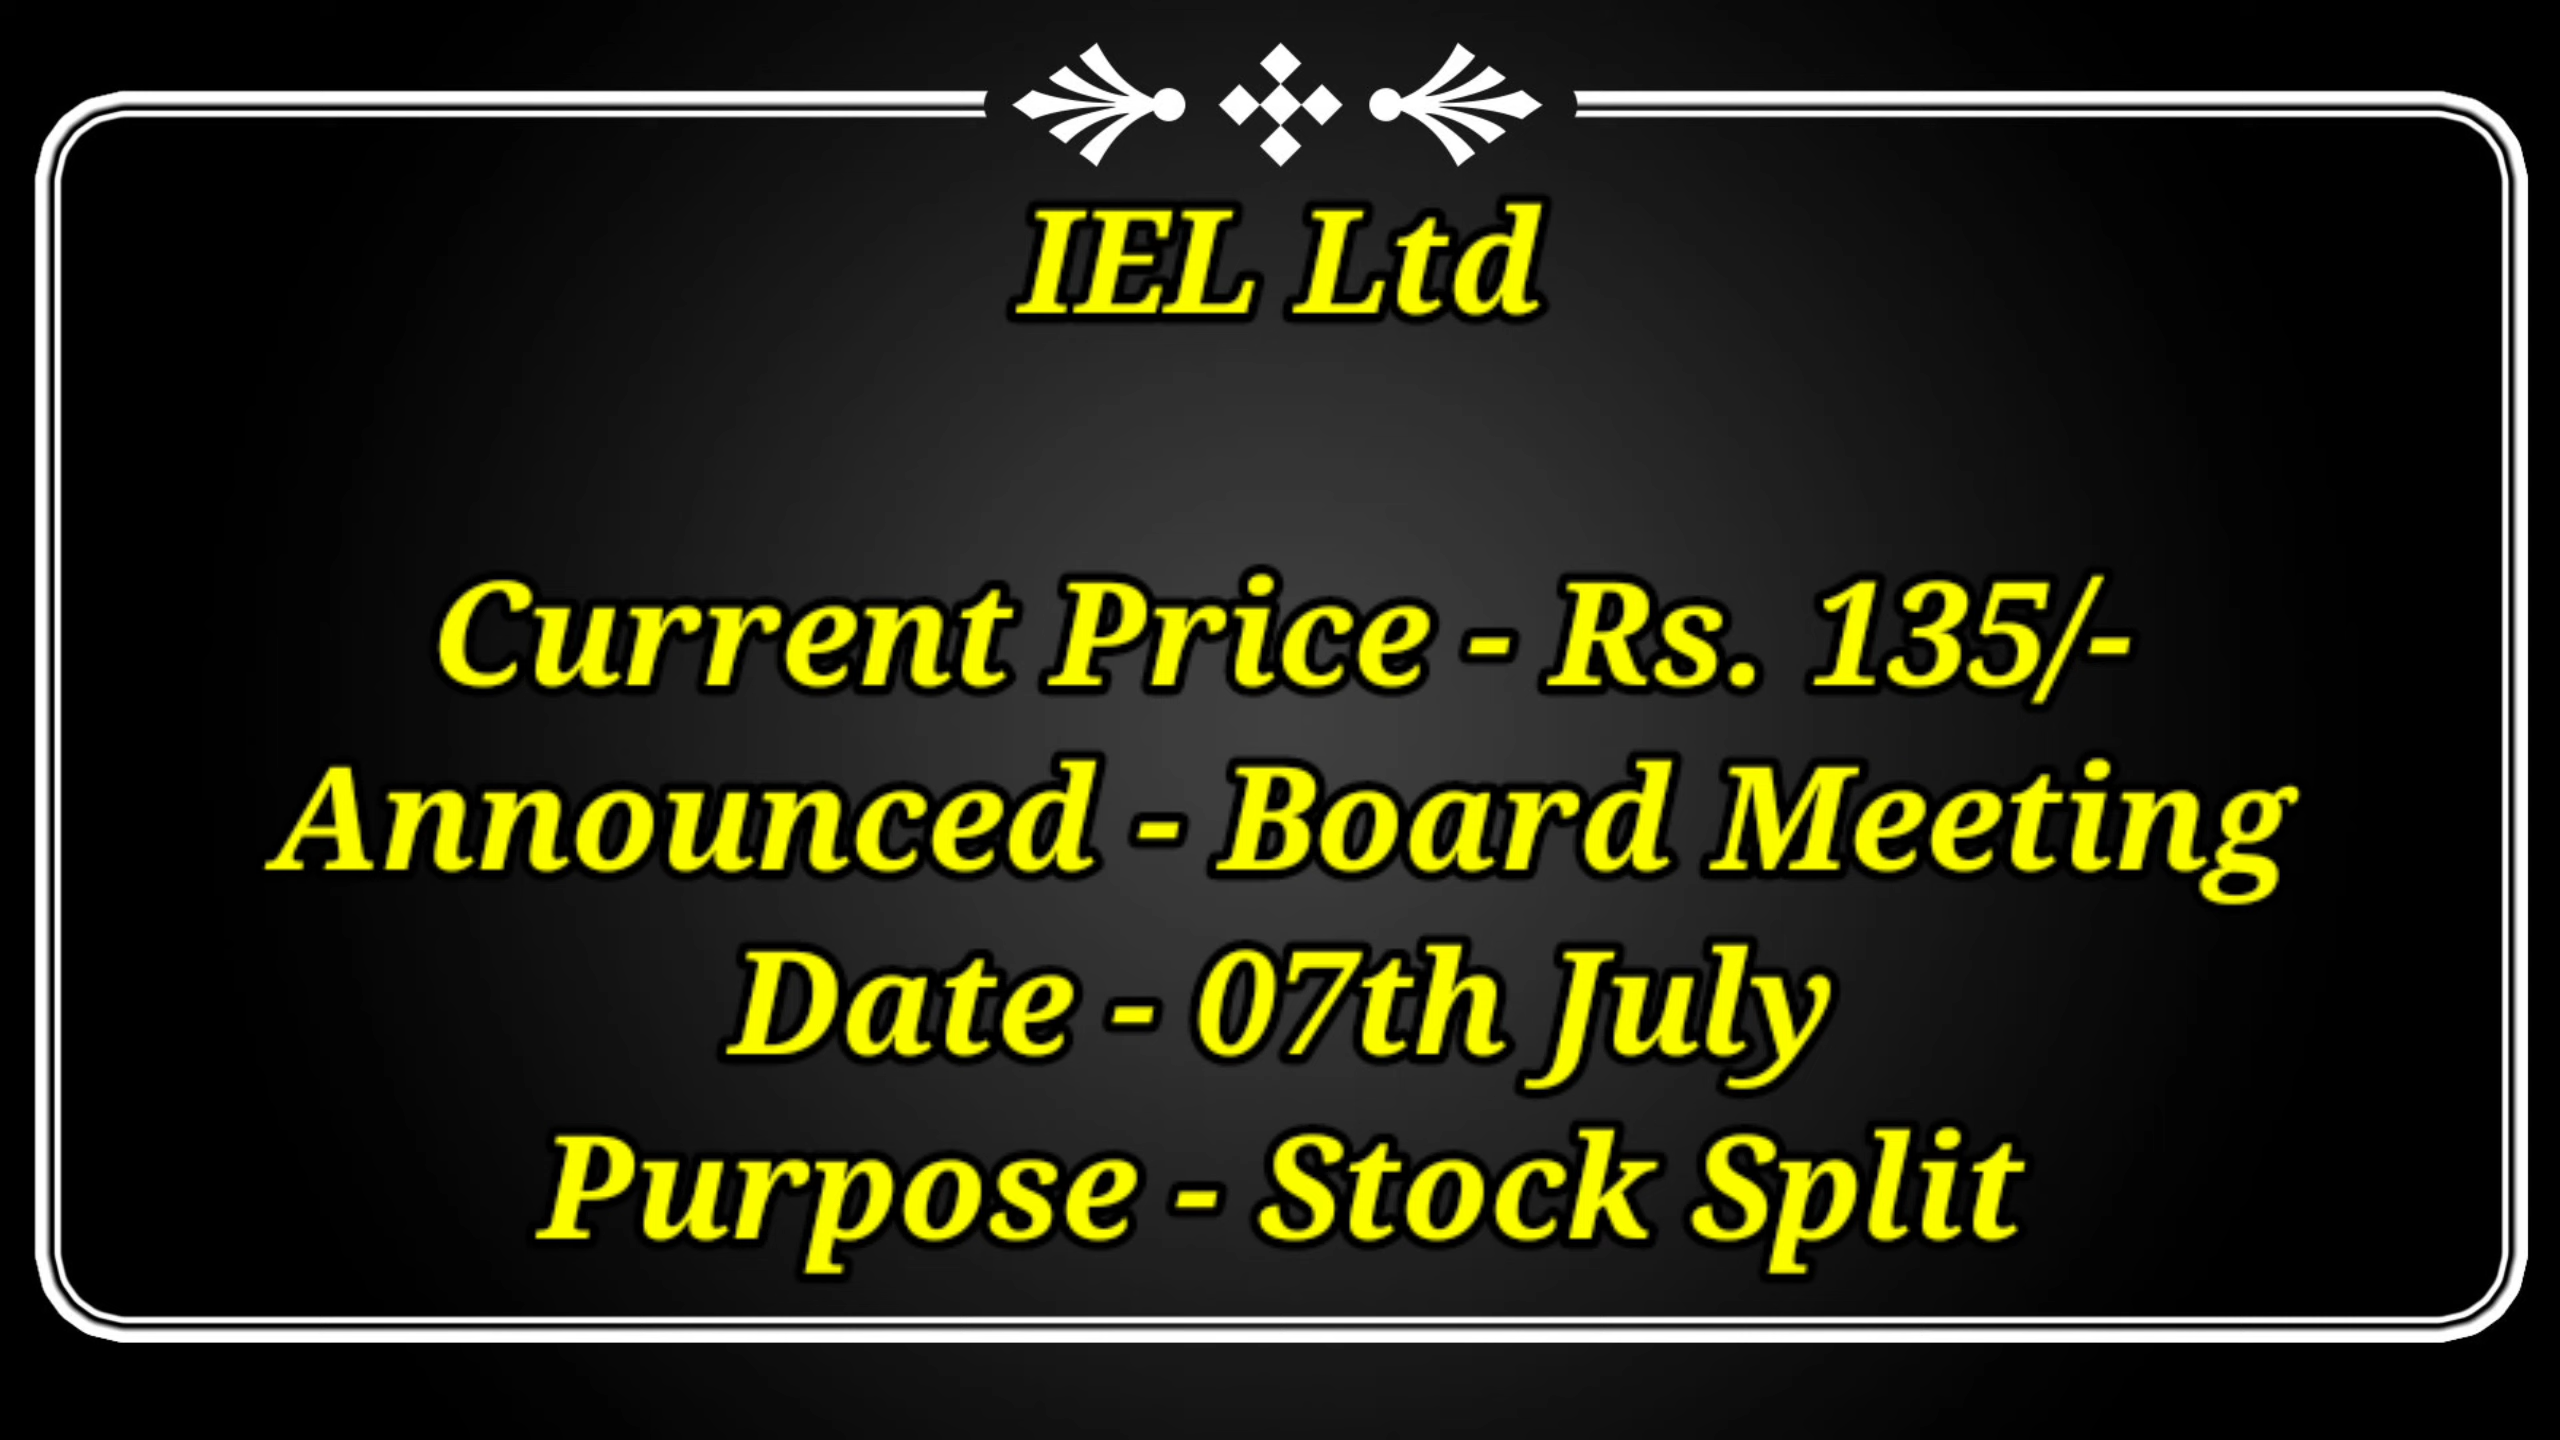 IEL Ltd
Current Price - Rs. 135/-
Announced - Board Meeting
Date - 07th July
Purpose - Stock Split